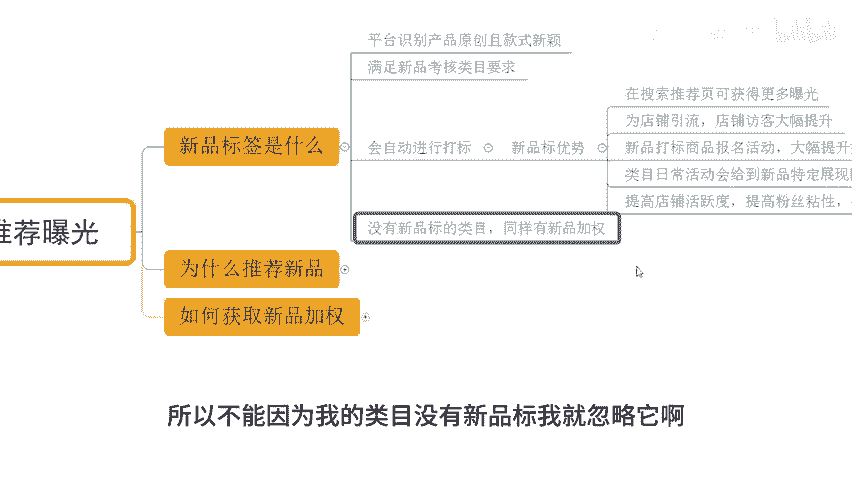 平台识别产品原创且款式新颖
满足新品考核类目要求
在搜索推荐页可获得更多曝光
为店铺引流，店铺访客大幅提升
新品标签是什么
会自动进行打标
新品标优势
新品打标商品报名活动，大幅提升
类目日常活动会给到新品特定展现
提高店铺活跃度，提高粉丝粘性，
没有新品标的类目，同样有新品加权
推荐曝光
为什么推荐新品
如何获取新品加权
所以不能因为我的类目没有新品标我就忽略它啊